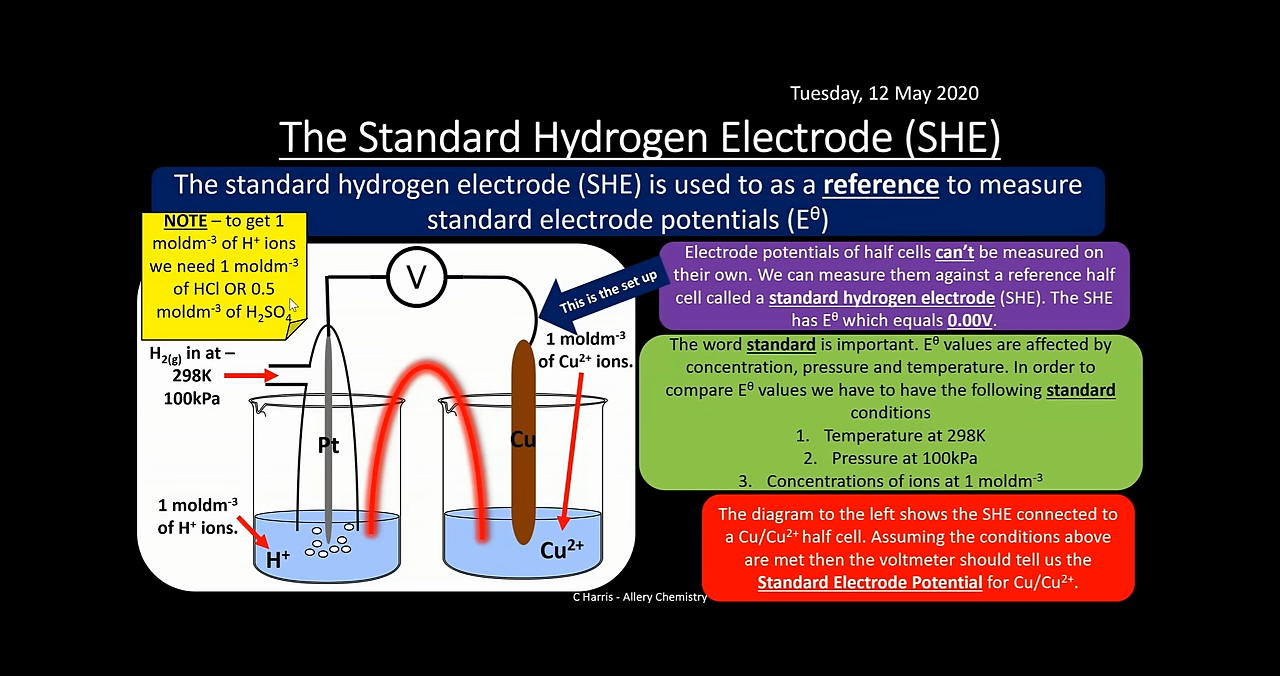 Tuesday, 12 May 2020
The Standard Hydrogen Electrode (SHE)
The standard hydrogen electrode (SHE) is used to as a reference to measure
standard electrode potentials (Eᶿ)
NOTE – to get 1
moldm⁻³ of H⁺ ions
we need 1 moldm⁻³
of HCl OR 0.5
moldm⁻³ of H₂SO₄
V
This is the set up
H₂₍g₎ in at –
298K
100kPa
1 moldm⁻³
of Cu²⁺ ions.
Pt
Cu
1 moldm⁻³
of H⁺ ions.
H⁺
Cu²⁺
Electrode potentials of half cells can't be measured on
their own. We can measure them against a reference half
cell called a standard hydrogen electrode (SHE). The SHE
has Eᶿ which equals 0.00V.
The word standard is important. Eᶿ values are affected by
concentration, pressure and temperature. In order to
compare Eᶿ values we have to have the following standard
conditions
1. Temperature at 298K
2. Pressure at 100kPa
3. Concentrations of ions at 1 moldm⁻³
The diagram to the left shows the SHE connected to
a Cu/Cu²⁺ half cell. Assuming the conditions above
are met then the voltmeter should tell us the
Standard Electrode Potential for Cu/Cu²⁺.
C Harris - Allery Chemistry